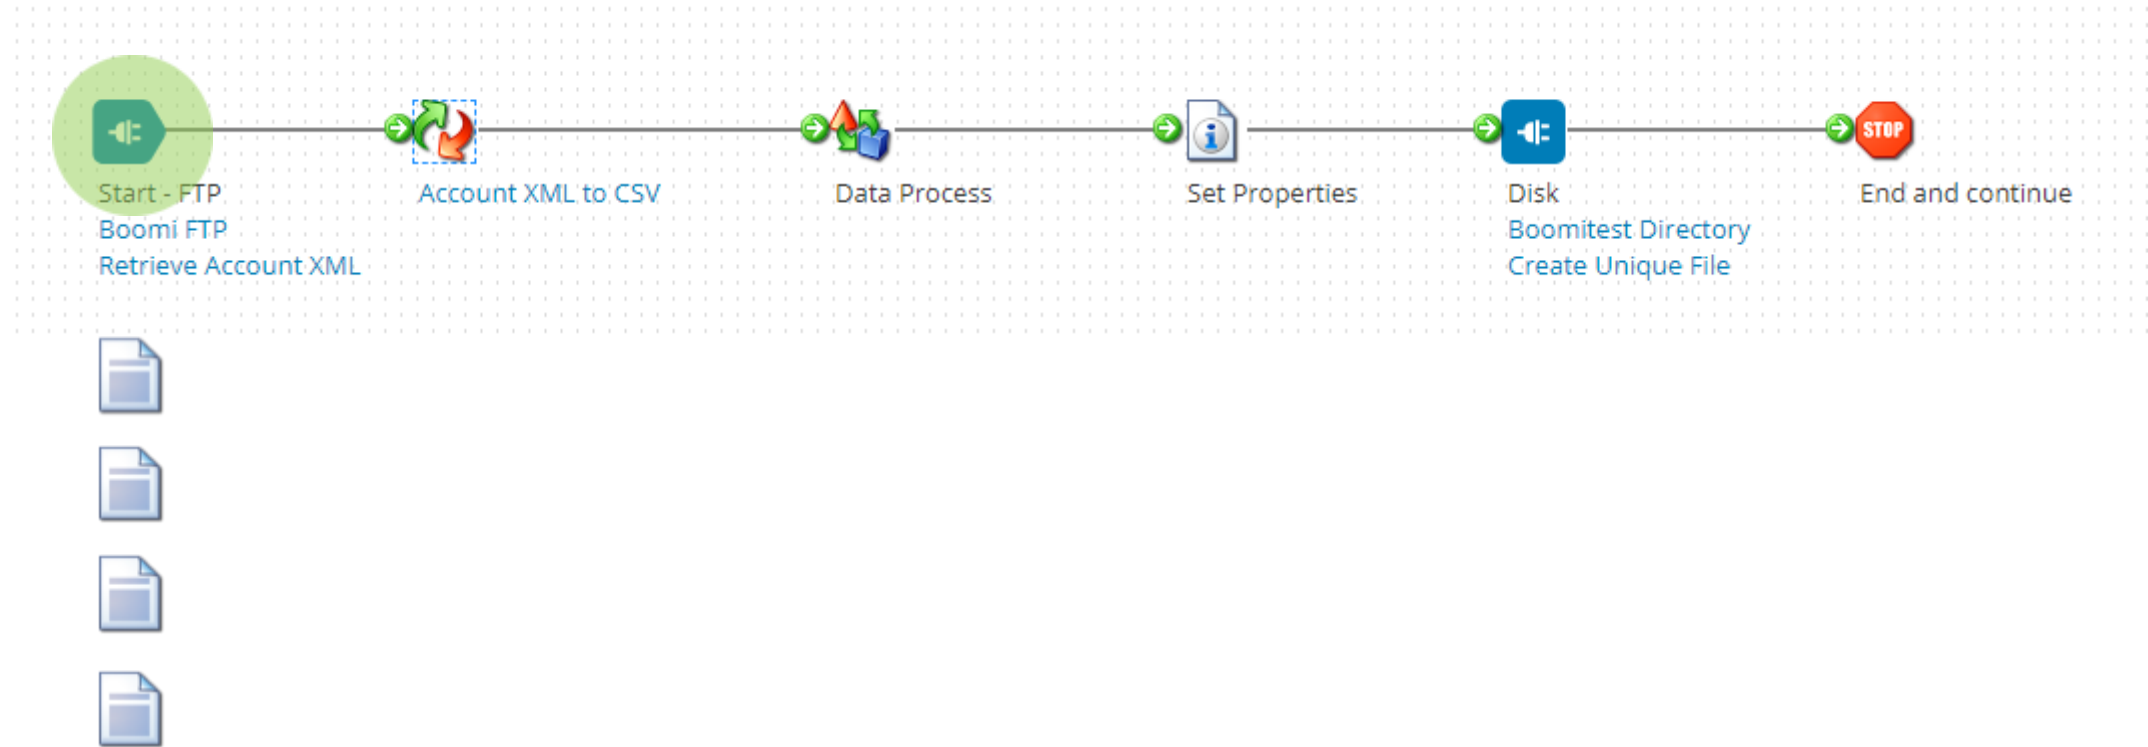 STOP
Start - FTP
Boomi FTP
Retrieve Account XML
Account XML to CSV
Data Process
Set Properties
Disk
Boomitest Directory
Create Unique File
End and continue